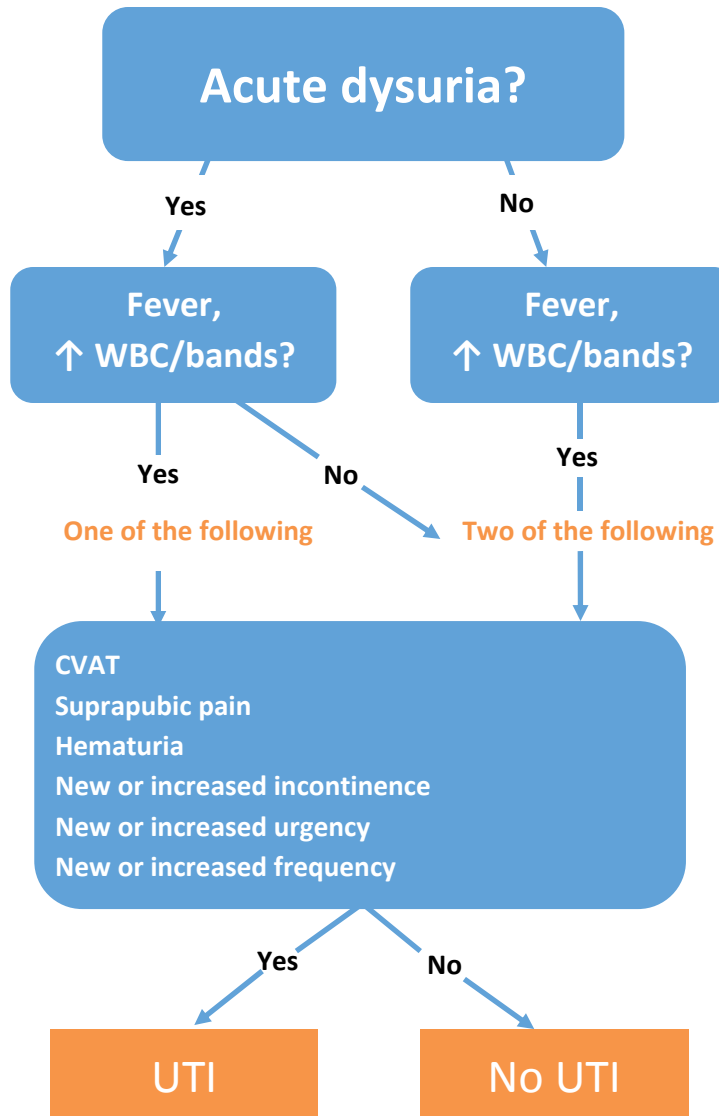 Acute dysuria?
Yes
No
Fever,
↑ WBC/bands?
Fever,
↑ WBC/bands?
Yes
No
Yes
One of the following
Two of the following
CVAT
Suprapubic pain
Hematuria
New or increased incontinence
New or increased urgency
New or increased frequency
Yes
No
UTI
No UTI